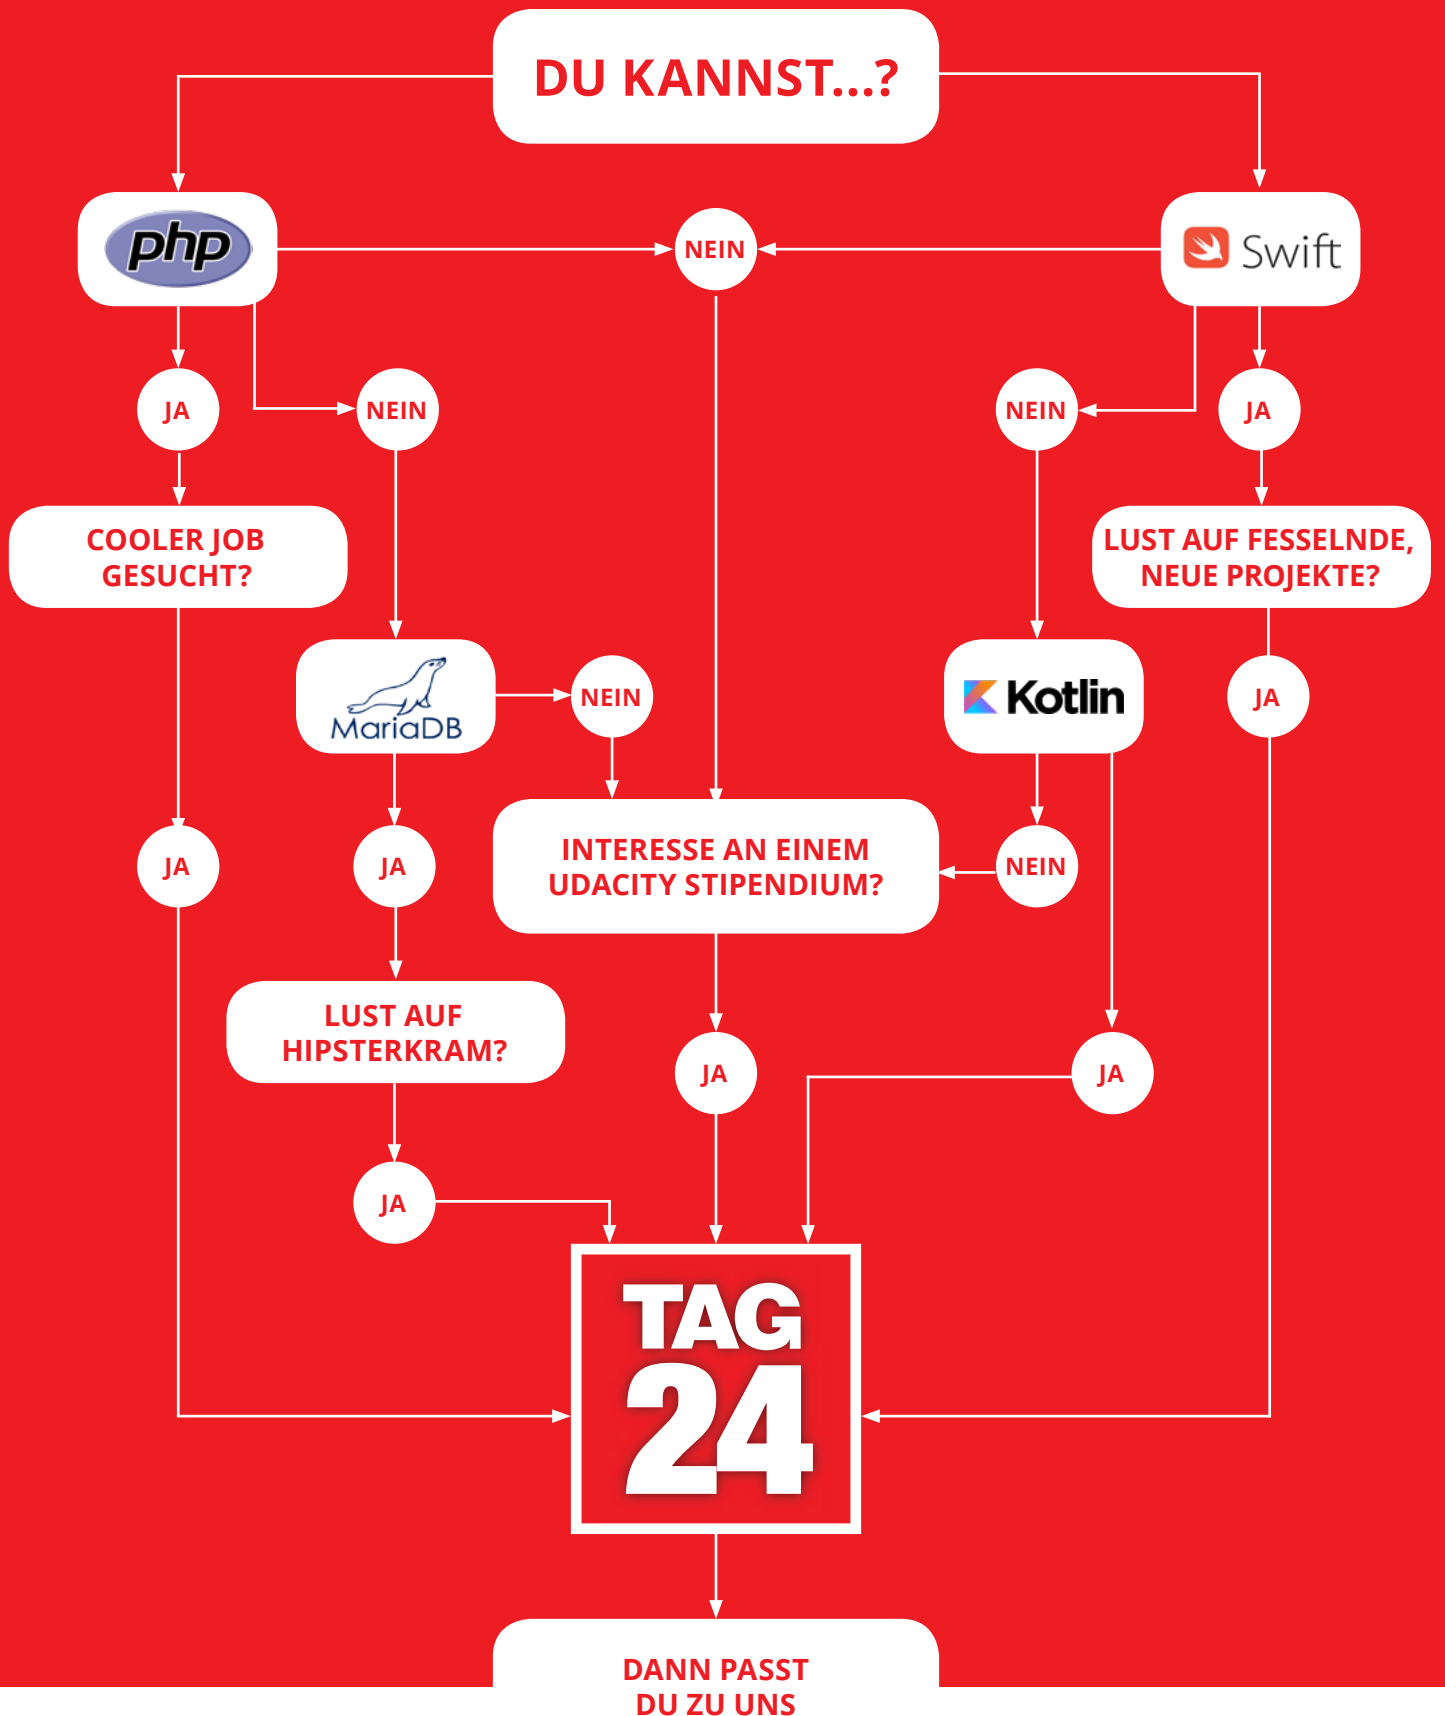 DU KANNST...?
php
NEIN
Swift
JA
NEIN
NEIN
JA
COOLER JOB
GESUCHT?
LUST AUF FESSELNDE,
NEUE PROJEKTE?
MariaDB
NEIN
Kotlin
JA
INTERESSE AN EINEM
UDACITY STIPENDIUM?
JA
JA
NEIN
LUST AUF
HIPSTERKRAM?
JA
JA
JA
TAG
24
DANN PASST
DU ZU UNS